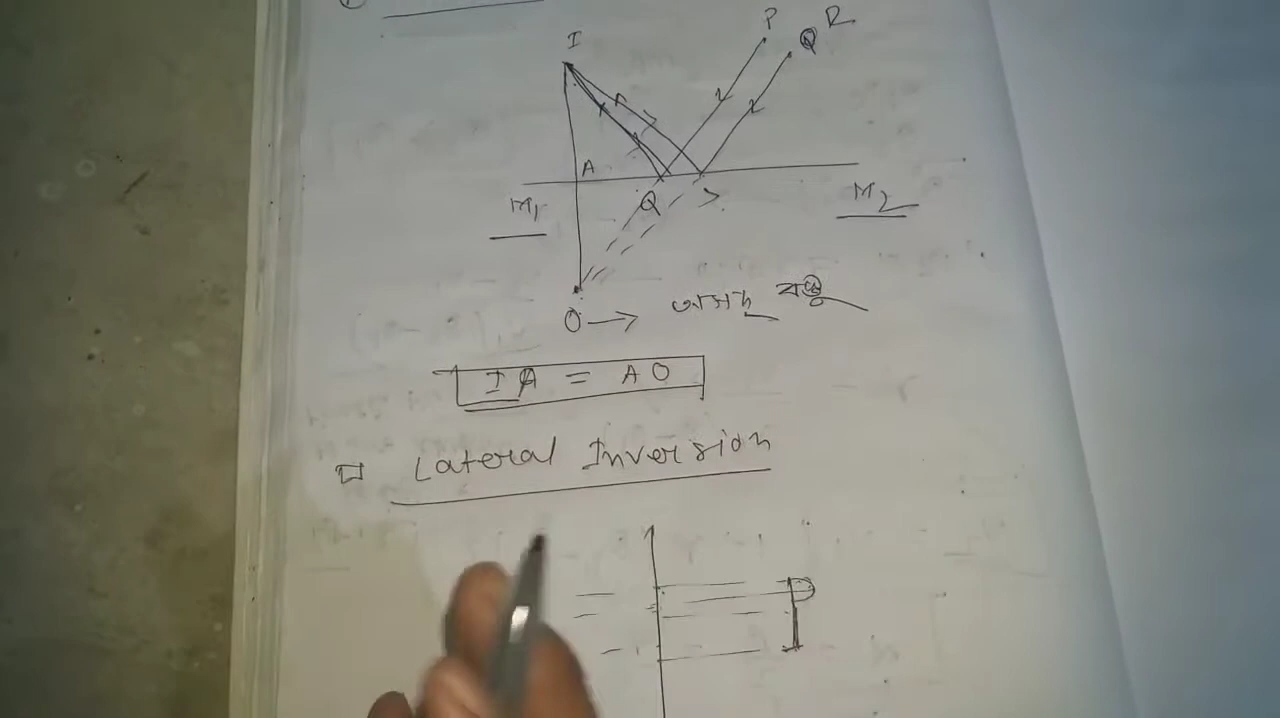 I
P
Q R
A
M₁
Q
S
M₂
O → অসদ বস্তু
IA = AO
□ Lateral Inversion
P